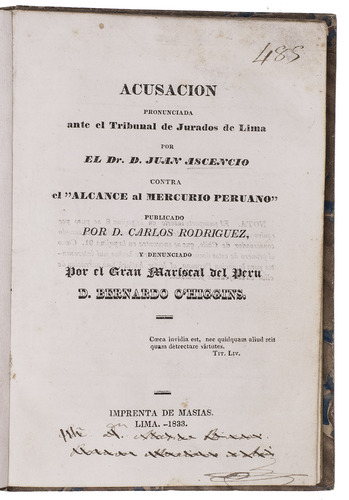 488
ACUSACION
PRONUNCIADA
ante el Tribunal de Jurados de Lima
POR
EL Dr. D. JUAN ASCENCIO
CONTRA
el "ALCANCE al MERCURIO PERUANO"
PUBLICADO
POR D. CARLOS RODRIGUEZ,
Y DENUNCIADO
Por el Gran Mariscal del Peru
D. BERNARDO O'HIGGINS.
Cœca invidia est, nec quidquam aliud scit
quam detrectare virtutes.
TIT. LIV.
IMPRENTA DE MASIAS.
LIMA.-1833.